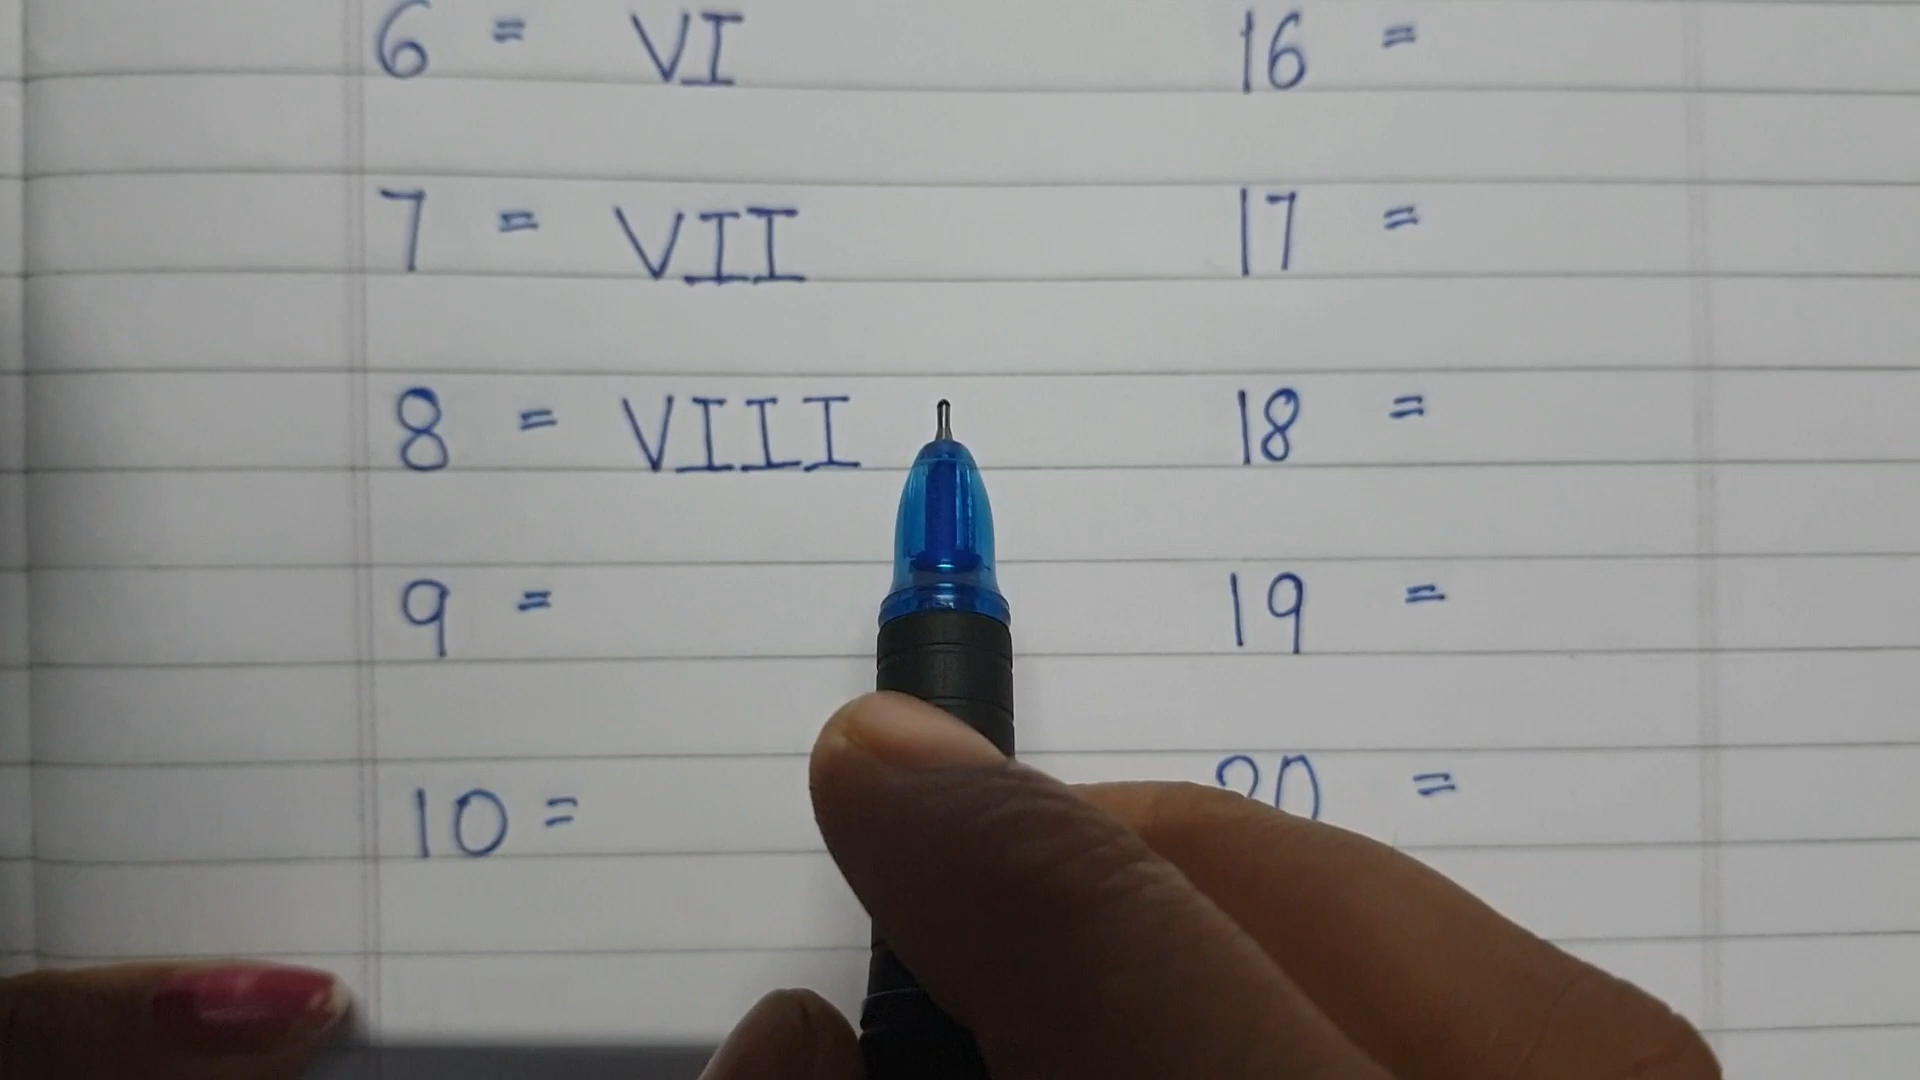 6 = VI 16 =
7 = VII 17 =
8 = VIII 18 =
9 = 19 =
10 = 20 =